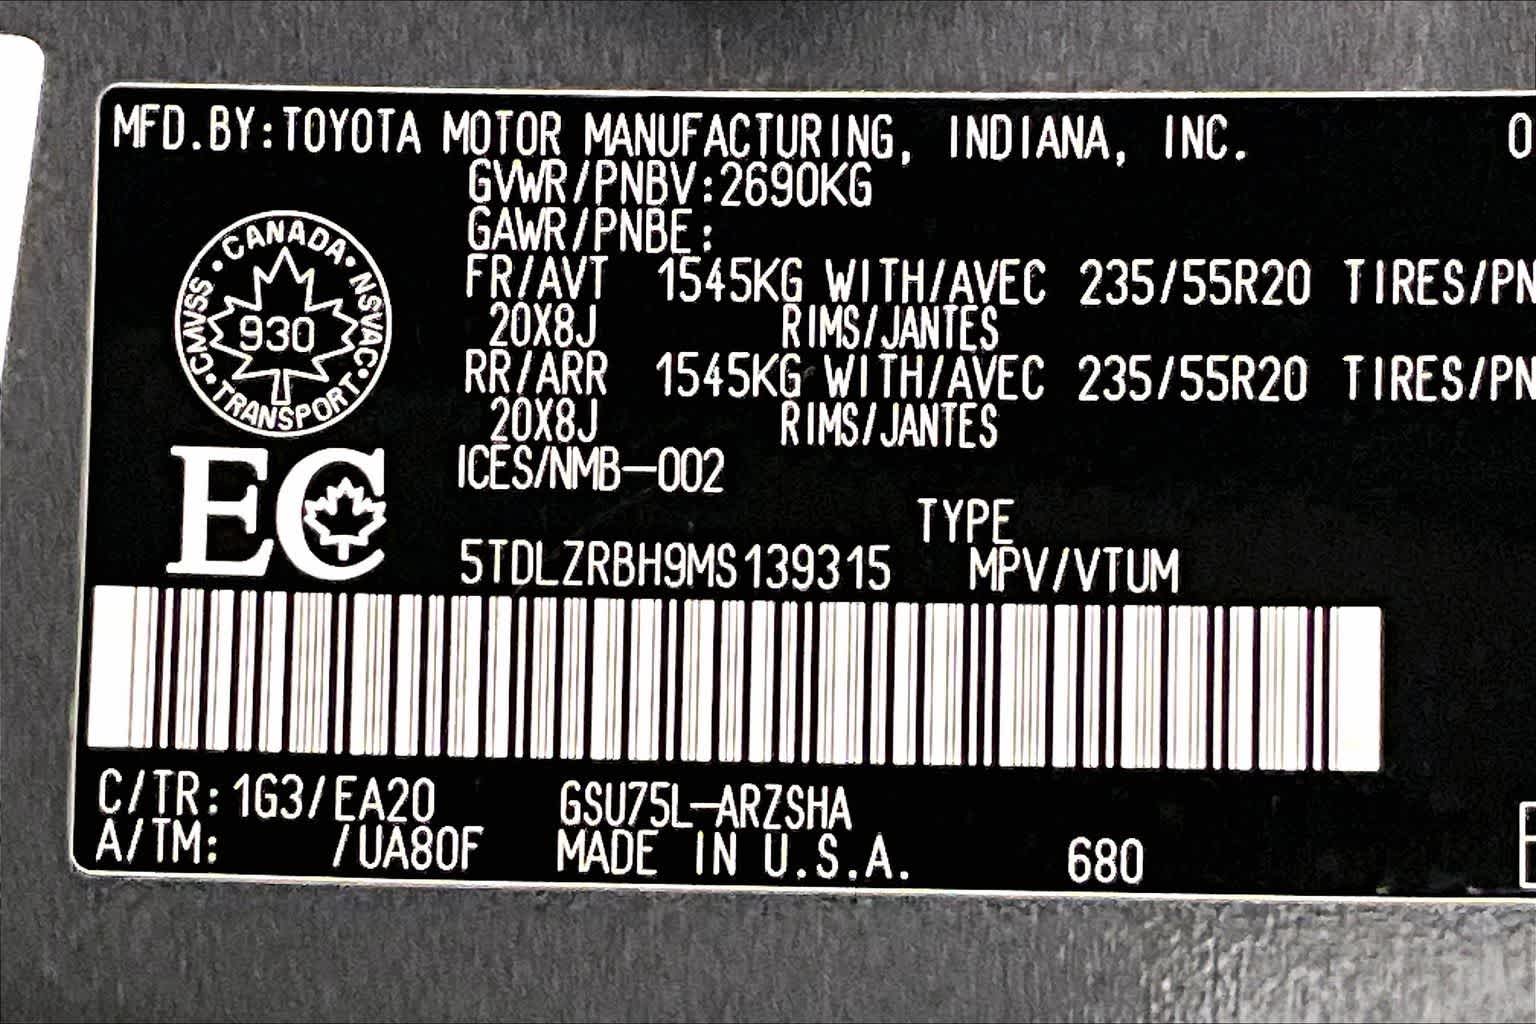 MFD.BY:TOYOTA MOTOR MANUFACTURING, INDIANA, INC. 0
GVWR/PNBV:2690KG
GAWR/PNBE:
FR/AVT 1545KG WITH/AVEC 235/55R20 TIRES/PN
20X8J RIMS/JANTES
RR/ARR 1545KG WITH/AVEC 235/55R20 TIRES/PN
20X8J RIMS/JANTES
ICES/NMB-002
CANADA • NSVAC • TRANSPORT • CMVSS •
930
EC
TYPE
5TDLZRBH9MS139315 MPV/VTUM
C/TR: 1G3/EA20 GSU75L-ARZSHA
A/TM: /UA80F MADE IN U.S.A. 680